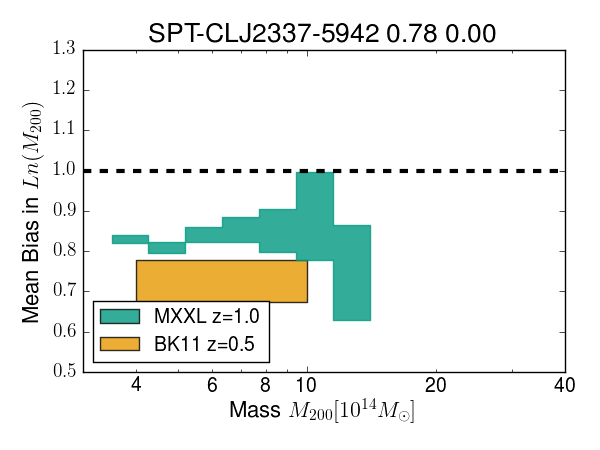 SPT-CLJ2337-5942 0.78 0.00
1.3
1.2
1.1
1.0
0.9
0.8
0.7
0.6
0.5
Mean Bias in Ln(M200)
MXXL z=1.0
BK11 z=0.5
4 6 8 10 20 40
Mass M₂₀₀[10¹⁴M☉]